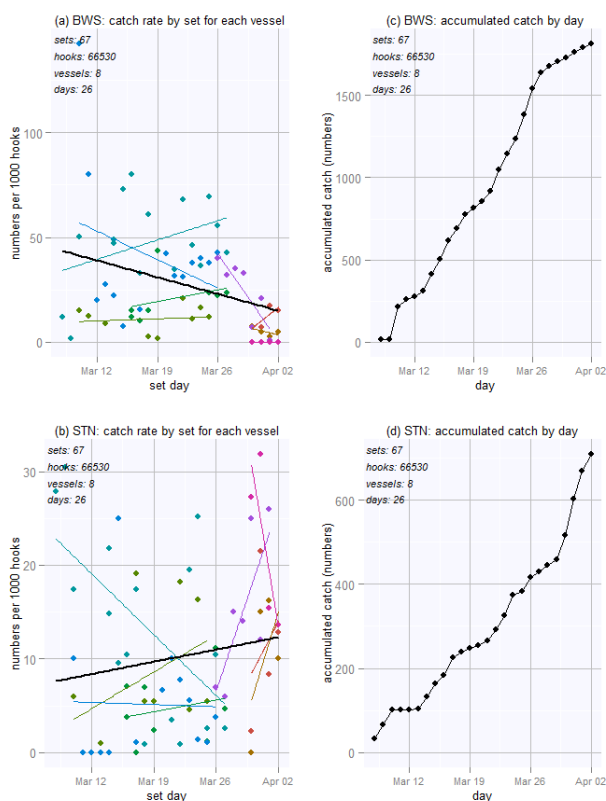 (a) BWS: catch rate by set for each vessel
sets: 67
hooks: 66530
vessels: 8
days: 26
numbers per 1000 hooks
100
50
0
Mar 12 Mar 19 Mar 26 Apr 02
set day
(c) BWS: accumulated catch by day
sets: 67
hooks: 66530
vessels: 8
days: 26
accumulated catch (numbers)
1500
1000
500
0
Mar 12 Mar 19 Mar 26 Apr 02
day
(b) STN: catch rate by set for each vessel
sets: 67
hooks: 66530
vessels: 8
days: 26
numbers per 1000 hooks
30
20
10
0
Mar 12 Mar 19 Mar 26 Apr 02
set day
(d) STN: accumulated catch by day
sets: 67
hooks: 66530
vessels: 8
days: 26
accumulated catch (numbers)
600
400
200
0
Mar 12 Mar 19 Mar 26 Apr 02
day